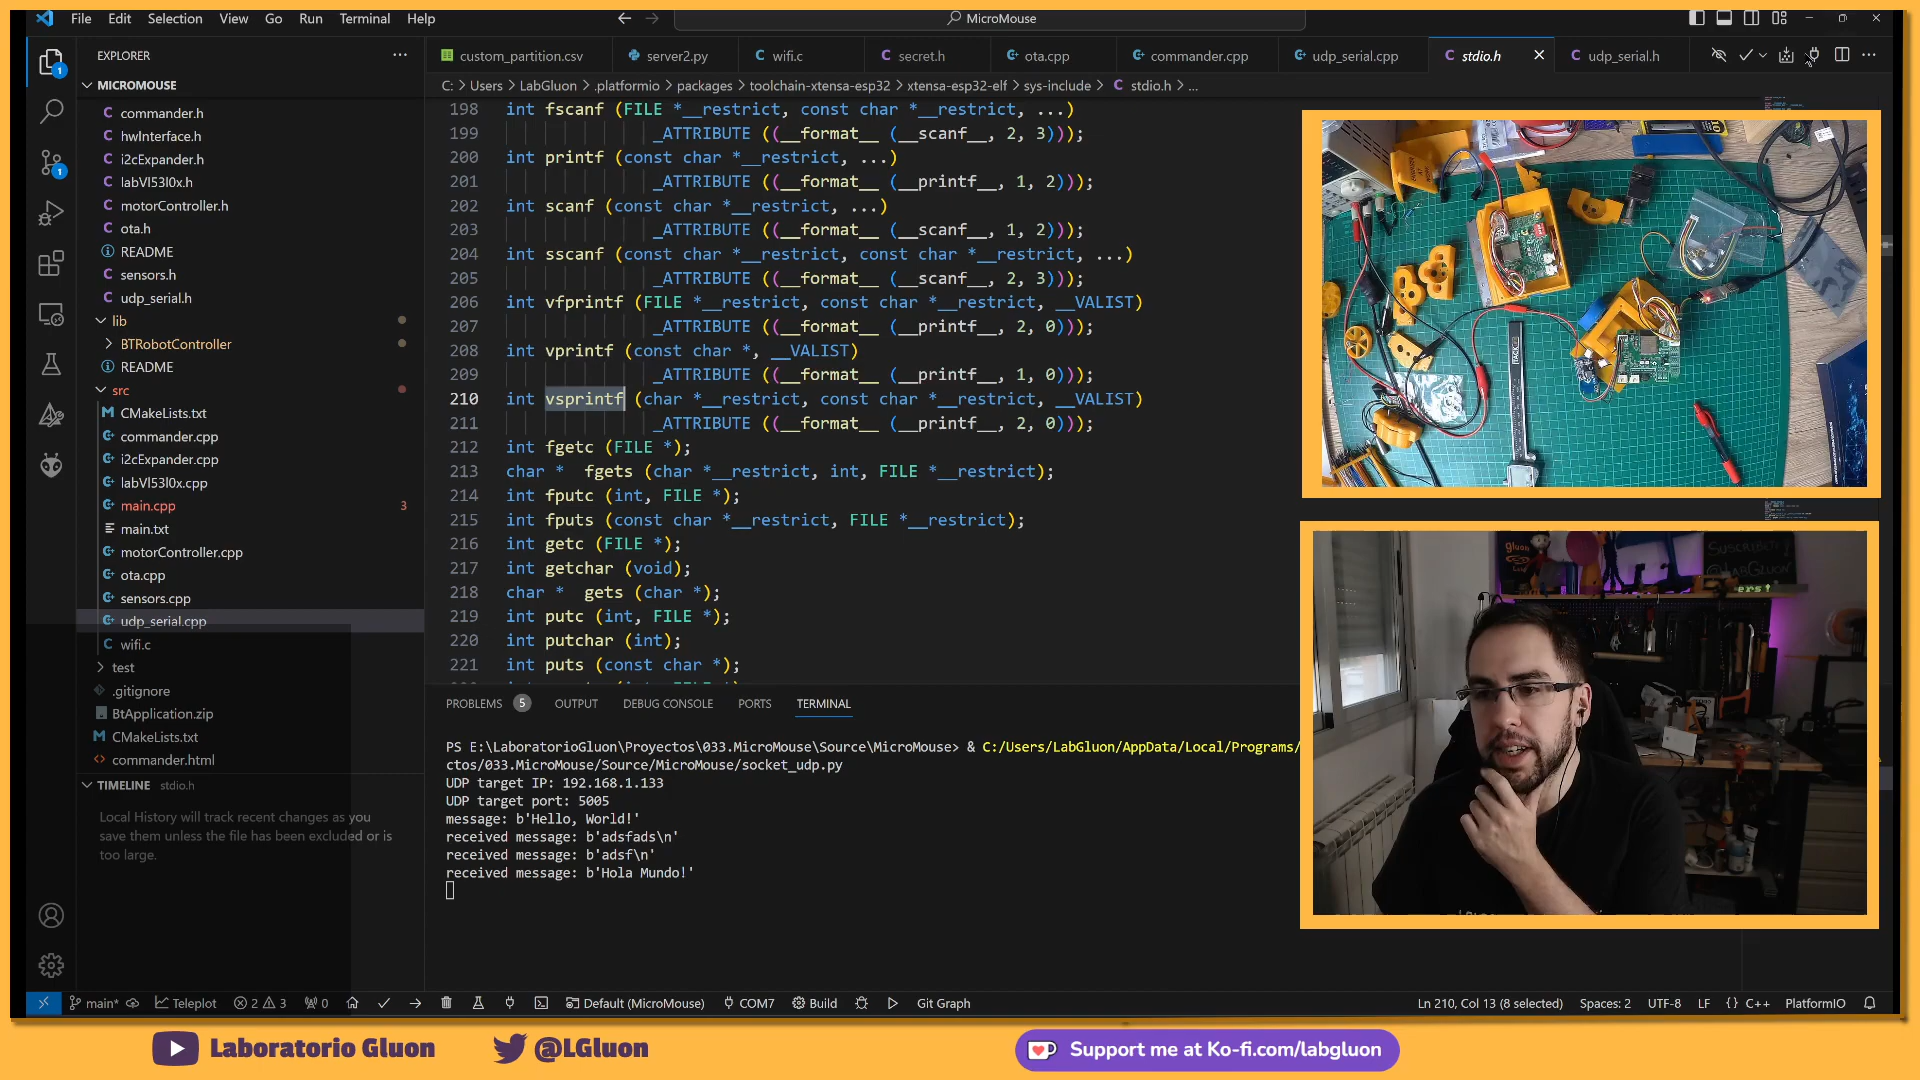 File Edit Selection View Go Run Terminal Help
MicroMouse
EXPLORER
MICROMOUSE
commander.h
hwInterface.h
i2cExpander.h
labVl53l0x.h
motorController.h
ota.h
README
sensors.h
udp_serial.h
lib
BTRobotController
README
src
CMakeLists.txt
commander.cpp
i2cExpander.cpp
labVl53l0x.cpp
main.cpp 3
main.txt
motorController.cpp
ota.cpp
sensors.cpp
udp_serial.cpp
wifi.c
test
.gitignore
BtApplication.zip
CMakeLists.txt
commander.html
TIMELINE stdio.h
Local History will track recent changes as you
save them unless the file has been excluded or is
too large.
custom_partition.csv server2.py wifi.c secret.h ota.cpp commander.cpp udp_serial.cpp stdio.h udp_serial.h
C: > Users > LabGluon > .platformio > packages > toolchain-xtensa-esp32 > xtensa-esp32-elf > sys-include > stdio.h > ...
198 int fscanf (FILE *__restrict, const char *__restrict, ...)
199 _ATTRIBUTE ((__format__ (__scanf__, 2, 3)));
200 int printf (const char *__restrict, ...)
201 _ATTRIBUTE ((__format__ (__printf__, 1, 2)));
202 int scanf (const char *__restrict, ...)
203 _ATTRIBUTE ((__format__ (__scanf__, 1, 2)));
204 int sscanf (const char *__restrict, const char *__restrict, ...)
205 _ATTRIBUTE ((__format__ (__scanf__, 2, 3)));
206 int vfprintf (FILE *__restrict, const char *__restrict, __VALIST)
207 _ATTRIBUTE ((__format__ (__printf__, 2, 0)));
208 int vprintf (const char *, __VALIST)
209 _ATTRIBUTE ((__format__ (__printf__, 1, 0)));
210 int vsprintf (char *__restrict, const char *__restrict, __VALIST)
211 _ATTRIBUTE ((__format__ (__printf__, 2, 0)));
212 int fgetc (FILE *);
213 char * fgets (char *__restrict, int, FILE *__restrict);
214 int fputc (int, FILE *);
215 int fputs (const char *__restrict, FILE *__restrict);
216 int getc (FILE *);
217 int getchar (void);
218 char * gets (char *);
219 int putc (int, FILE *);
220 int putchar (int);
221 int puts (const char *);
PROBLEMS 5 OUTPUT DEBUG CONSOLE PORTS TERMINAL
PS E:\LaboratorioGluon\Proyectos\033.MicroMouse\Source\MicroMouse> & C:/Users/LabGluon/AppData/Local/Programs/
ctos/033.MicroMouse/Source/MicroMouse/socket_udp.py
UDP target IP: 192.168.1.133
UDP target port: 5005
message: b'Hello, World!'
received message: b'adsfads\n'
received message: b'adsf\n'
received message: b'Hola Mundo!'
main* Teleplot 2 3 0 Default (MicroMouse) COM7 Build Git Graph
Ln 210, Col 13 (8 selected) Spaces: 2 UTF-8 LF {} C++ PlatformIO
gluon
SUSCRIBETE
@LABGLUON
Laboratorio Gluon
@LGluon
Support me at Ko-fi.com/labgluon